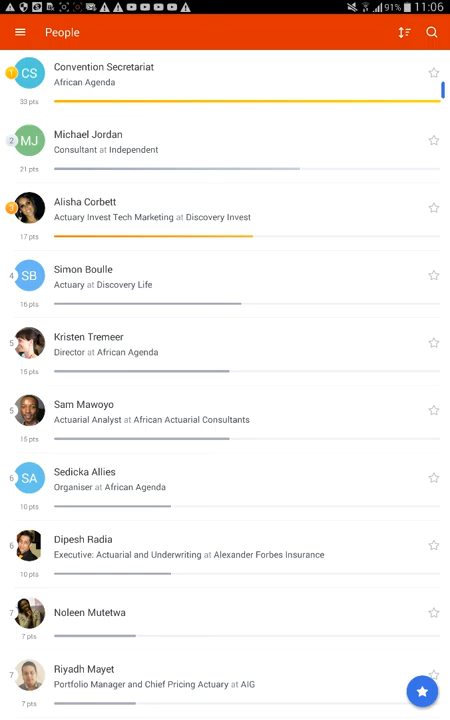 91% 11:06
People
1 CS Convention Secretariat
African Agenda
33 pts
2 MJ Michael Jordan
Consultant at Independent
21 pts
3 Alisha Corbett
Actuary Invest Tech Marketing at Discovery Invest
17 pts
4 SB Simon Boulle
Actuary at Discovery Life
16 pts
5 Kristen Tremeer
Director at African Agenda
15 pts
5 Sam Mawoyo
Actuarial Analyst at African Actuarial Consultants
15 pts
6 SA Sedicka Allies
Organiser at African Agenda
10 pts
6 Dipesh Radia
Executive: Actuarial and Underwriting at Alexander Forbes Insurance
10 pts
7 Noleen Mutetwa
7 pts
7 Riyadh Mayet
Portfolio Manager and Chief Pricing Actuary at AIG
7 pts